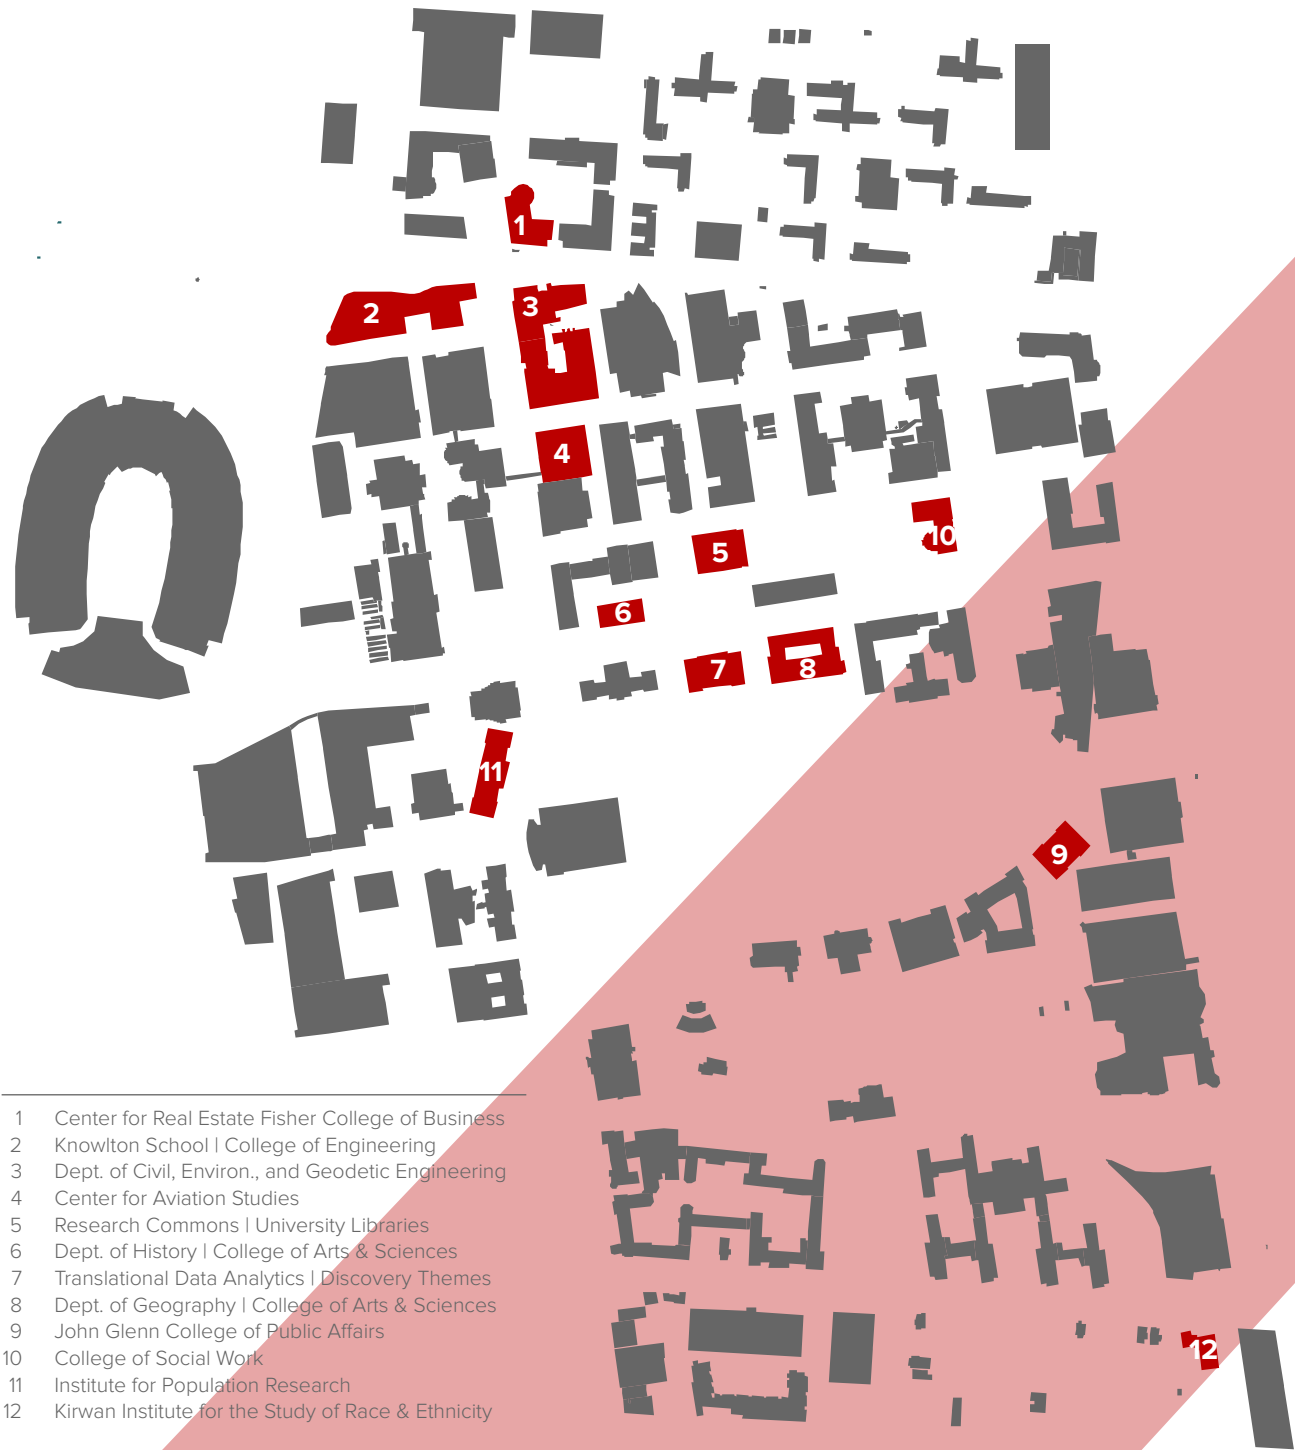 1
2
3
4
5
6
7
8
9
10
11
12
1 Center for Real Estate Fisher College of Business
2 Knowlton School | College of Engineering
3 Dept. of Civil, Environ., and Geodetic Engineering
4 Center for Aviation Studies
5 Research Commons | University Libraries
6 Dept. of History | College of Arts & Sciences
7 Translational Data Analytics | Discovery Themes
8 Dept. of Geography | College of Arts & Sciences
9 John Glenn College of Public Affairs
10 College of Social Work
11 Institute for Population Research
12 Kirwan Institute for the Study of Race & Ethnicity